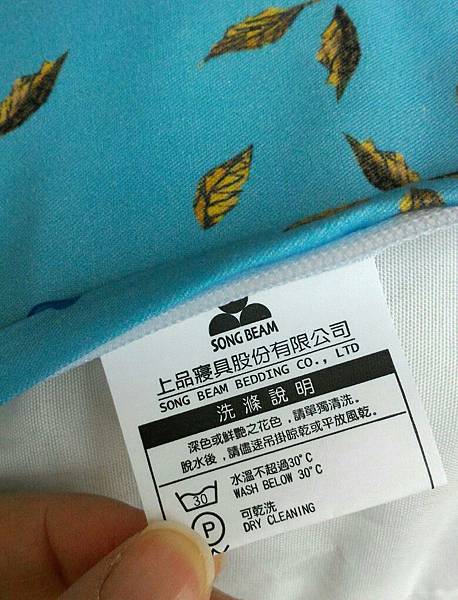 SONG BEAM
上品寢具股份有限公司
SONG BEAM BEDDING CO., LTD
洗滌說明
深色或鮮艷之花色，請單獨清洗。
脫水後，請儘速吊掛晾乾或平放風乾。
30
水溫不超過30°C
WASH BELOW 30°C
P
可乾洗
DRY CLEANING